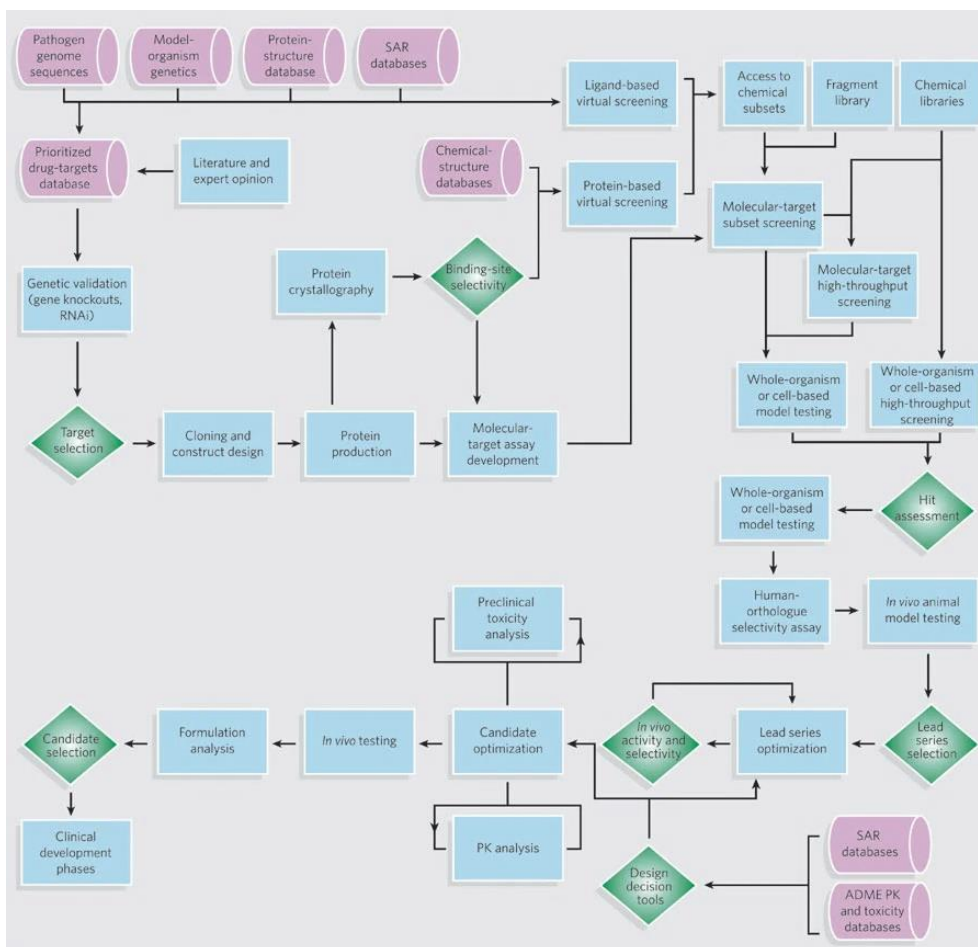 Pathogen
genome
sequences
Model-
organism
genetics
Protein-
structure
database
SAR
databases
Ligand-based
virtual screening
Access to
chemical
subsets
Fragment
library
Chemical
libraries
Prioritized
drug-targets
database
Literature and
expert opinion
Chemical-
structure
databases
Protein-based
virtual screening
Molecular-target
subset screening
Genetic validation
(gene knockouts,
RNAi)
Protein
crystallography
Binding-site
selectivity
Molecular-target
high-throughput
screening
Whole-organism
or cell-based
model testing
Whole-organism
or cell-based
high-throughput
screening
Target
selection
Cloning and
construct design
Protein
production
Molecular-
target assay
development
Whole-organism
or cell-based
model testing
Hit
assessment
Human-
orthologue
selectivity assay
In vivo animal
model testing
Preclinical
toxicity
analysis
Candidate
selection
Formulation
analysis
In vivo testing
Candidate
optimization
In vivo
activity and
selectivity
Lead series
optimization
Lead
series
selection
Clinical
development
phases
PK analysis
Design
decision
tools
SAR
databases
ADME PK
and toxicity
databases